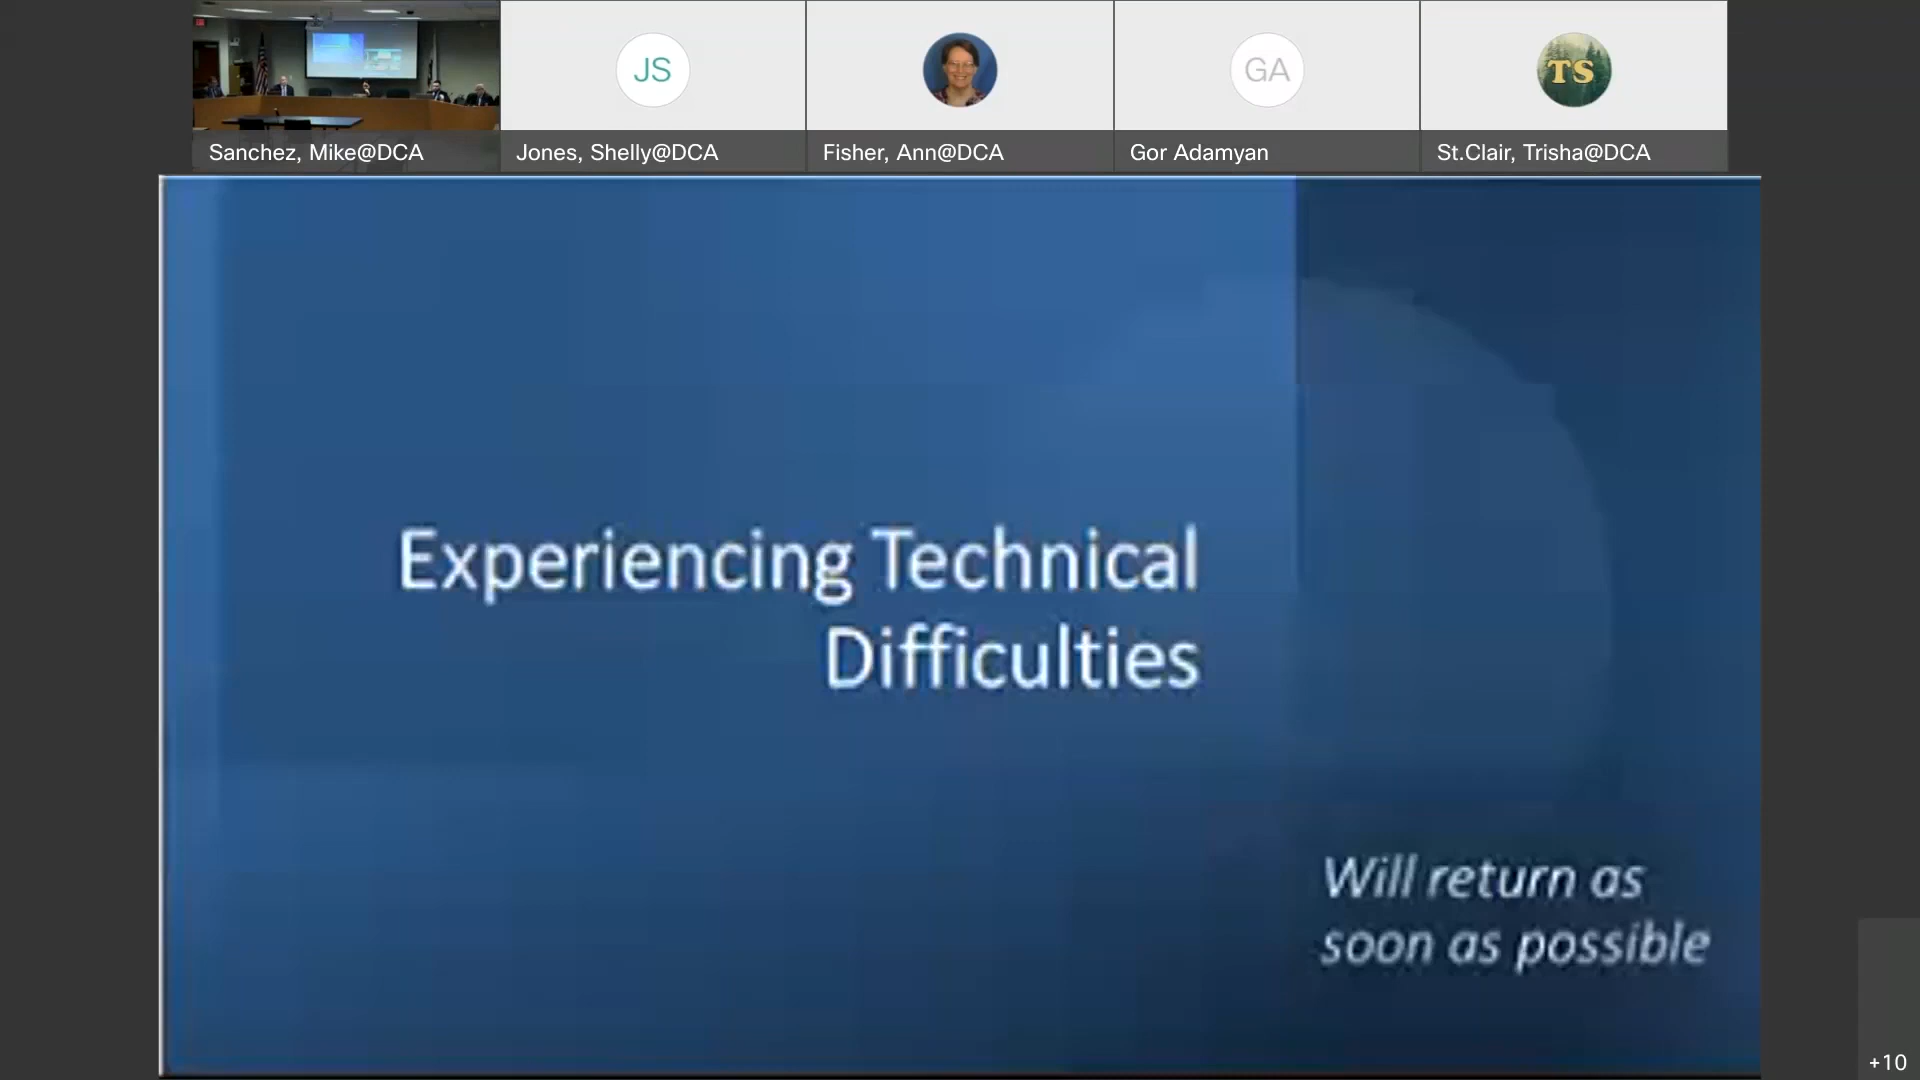 JS
GA
TS
Sanchez, Mike@DCA
Jones, Shelly@DCA
Fisher, Ann@DCA
Gor Adamyan
St.Clair, Trisha@DCA
Experiencing Technical
Difficulties
Will return as
soon as possible
+10